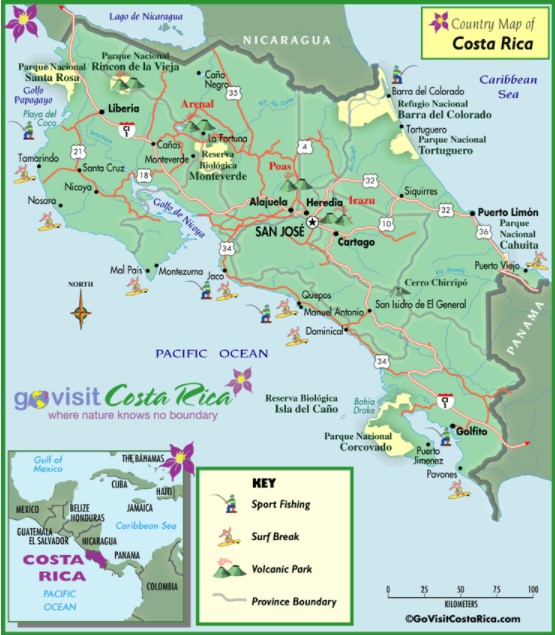 Lago de Nicaragua
NICARAGUA
Country Map of
Costa Rica
Parque Nacional
Santa Rosa
Parque Nacional
Rincon de la Vieja
Caño
Negro
35
Golfo
Papagayo
Playa del
Coco
Liberia
CI
1
Arenal
La Fortuna
Barra del Colorado
Refugio Nacional
Barra del Colorado
Tortuguero
Parque Nacional
Tortuguero
Caribbean
Sea
Tamarindo
21
Santa Cruz
Cañas
Monteverde
Reserva
Biológica
Monteverde
4
Poas
Nicoya
18
Nosara
Golfo de Nicoya
Alajuela
Heredia
Irazu
32
Siquirres
32
Puerto Limón
SAN JOSÉ
10
Cartago
36
Parque
Nacional
Cahuita
Puerto Viejo
34
Mal País
Montezuma
Jaco
Cerro Chirripó
NORTH
Quepos
Manuel Antonio
San Isidro de El General
Dominical
PANAMA
PACIFIC OCEAN
34
go visit Costa Rica
where nature knows no boundary
Reserva Biológica
Isla del Caño
Bahía
Drake
CI
1
Golfito
Parque Nacional
Corcovado
Puerto
Jimenez
Pavones
Gulf of
Mexico
THE BAHAMAS
CUBA
HAITI
MEXICO
BELIZE
JAMAICA
HONDURAS
GUATEMALA
EL SALVADOR
Caribbean Sea
NICARAGUA
COSTA
RICA
PANAMA
PACIFIC
OCEAN
COLOMBIA
KEY
Sport Fishing
Surf Break
Volcanic Park
Province Boundary
0 25 50 75 100
KILOMETERS
©GoVisitCostaRica.com